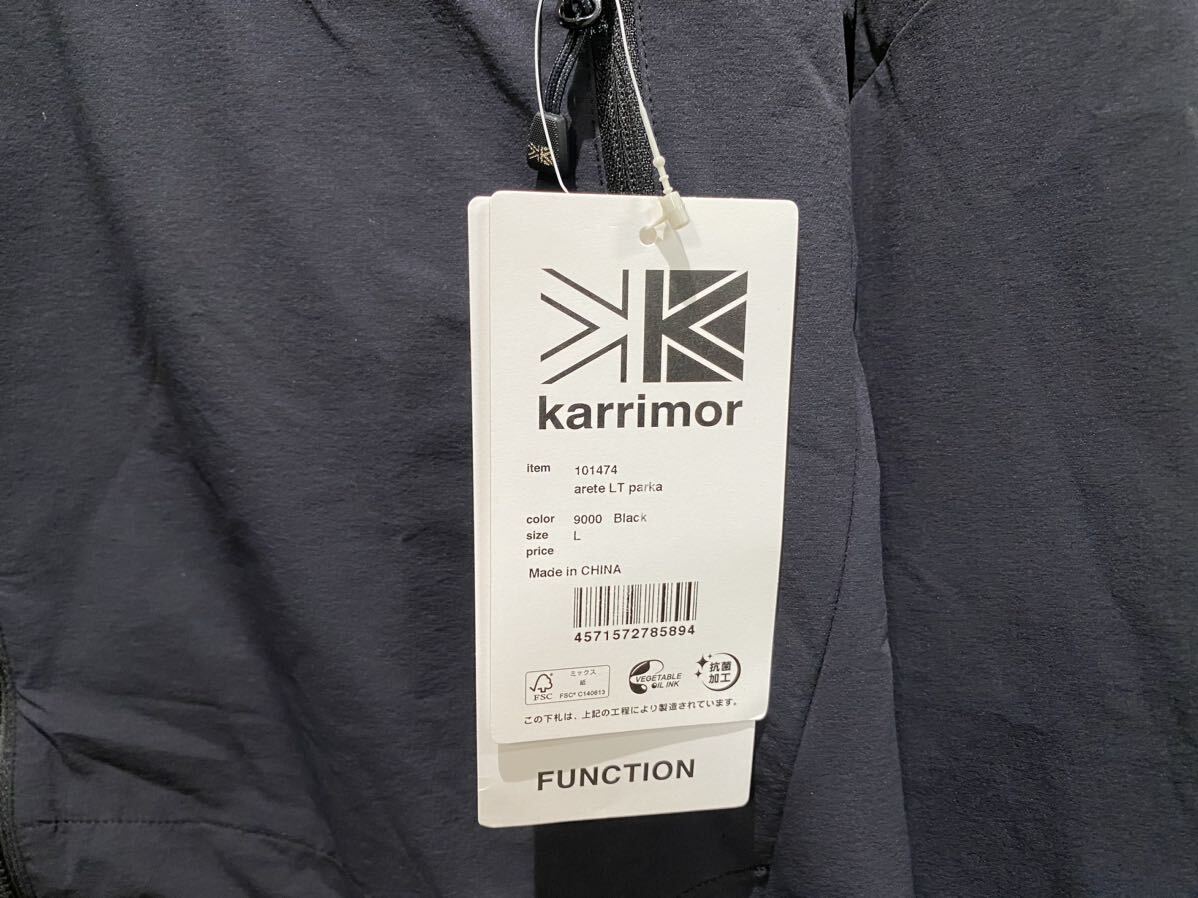 karrimor
item 101474
arete LT parka
color 9000 Black
size L
price
Made in CHINA
4571572785894
ミックス
紙
FSC
FSC® C140613
VEGETABLE
OIL INK
抗菌
加工
この下札は、上記の工程により製造されています。
FUNCTION